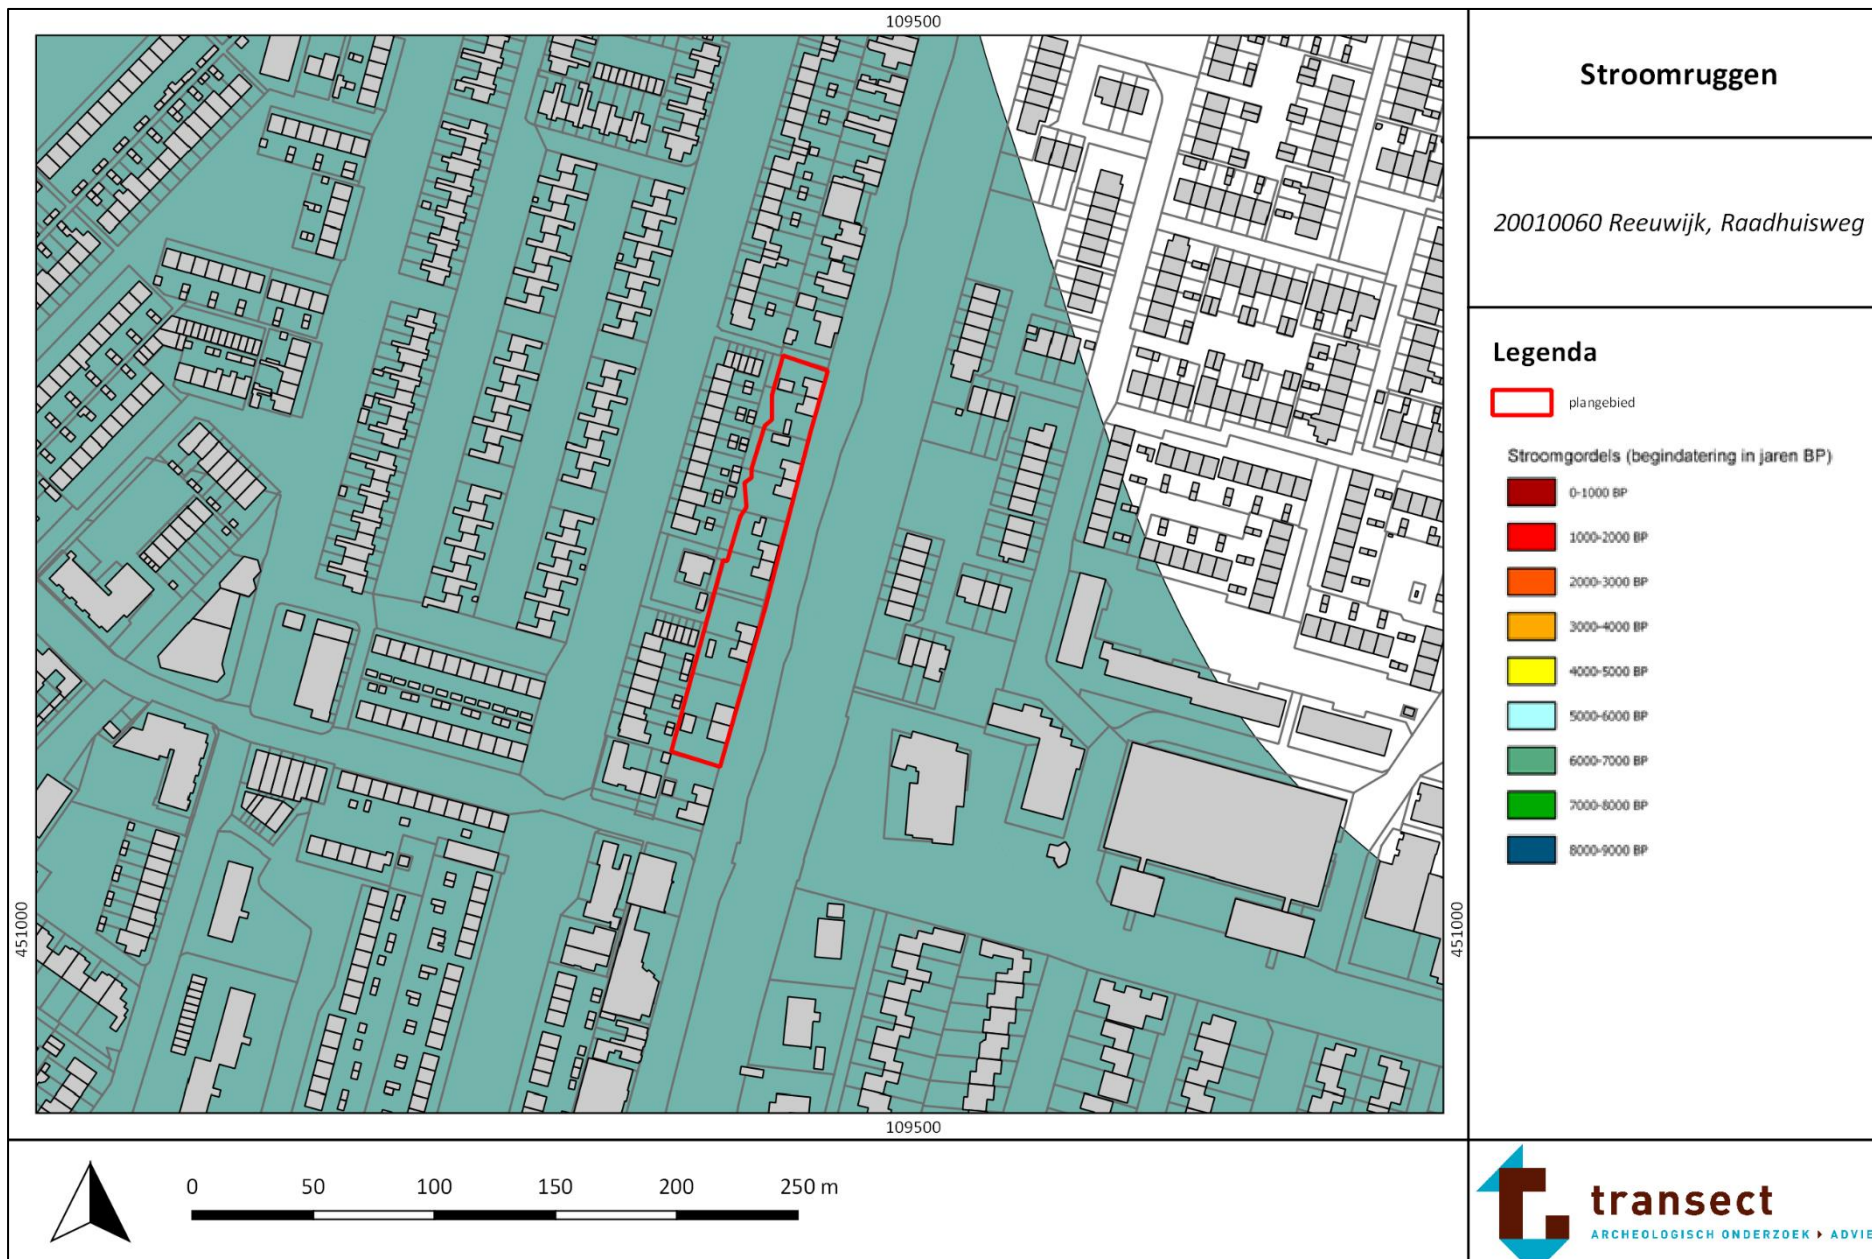 109500
451000
451000
109500
0 50 100 150 200 250 m
Stroomruggen
20010060 Reeuwijk, Raadhuisweg
Legenda
plangebied
Stroomgordels (begindatering in jaren BP)
0-1000 BP
1000-2000 BP
2000-3000 BP
3000-4000 BP
4000-5000 BP
5000-6000 BP
6000-7000 BP
7000-8000 BP
8000-9000 BP
transect
ARCHEOLOGISCH ONDERZOEK ADVIE